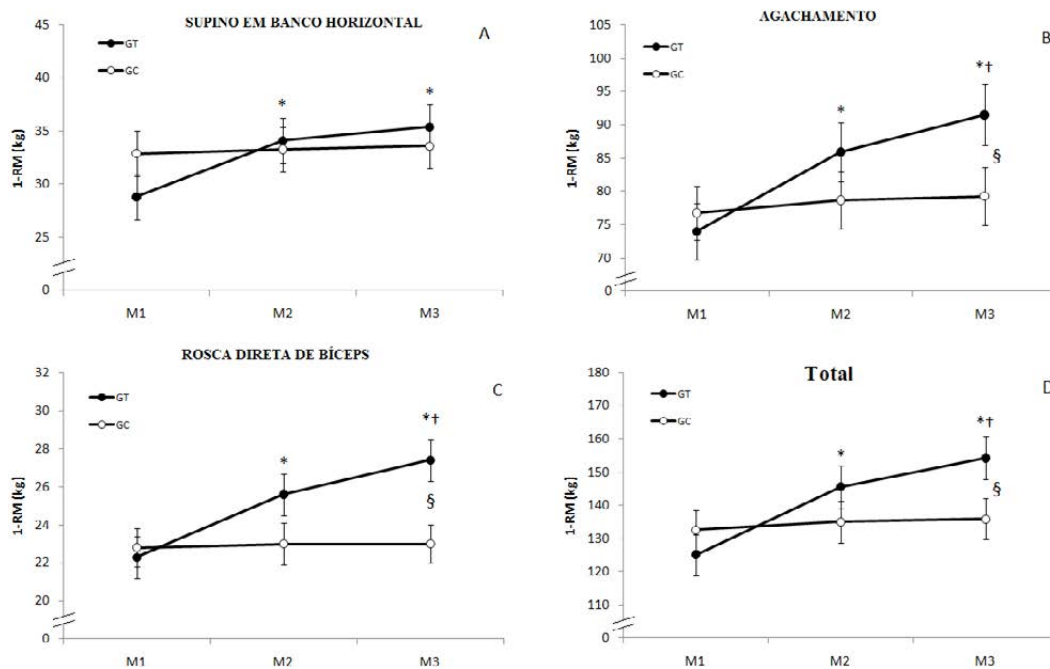 SUPINO EM BANCO HORIZONTAL
A
GT
GC
1-RM (kg)
45
40
35
30
25
0
*
*
M1
M2
M3
AGACHAMENTO
B
GT
GC
1-RM (kg)
105
100
95
90
85
80
75
70
0
*
*†
§
M1
M2
M3
ROSCA DIRETA DE BÍCEPS
C
GT
GC
1-RM (kg)
32
30
28
26
24
22
20
0
*
*†
§
M1
M2
M3
Total
D
GT
GC
1-RM (kg)
180
170
160
150
140
130
120
110
0
*
*†
§
M1
M2
M3